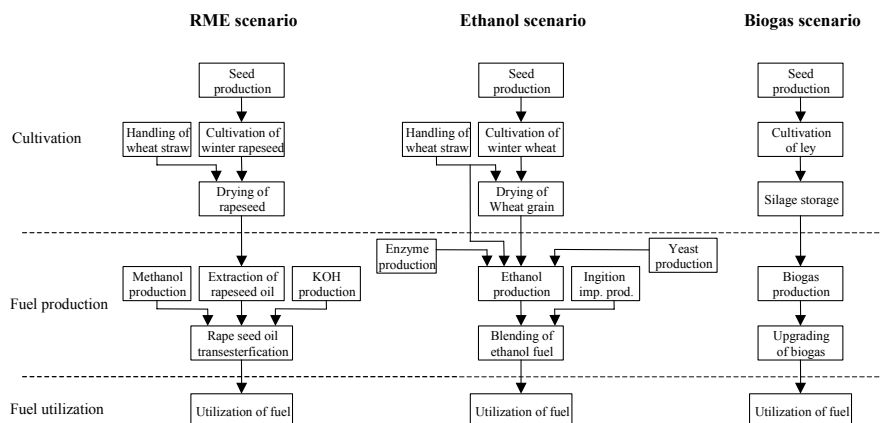 RME scenario
Ethanol scenario
Biogas scenario
Seed
production
Seed
production
Seed
production
Cultivation
Handling of
wheat straw
Cultivation of
winter rapeseed
Handling of
wheat straw
Cultivation of
winter wheat
Cultivation
of ley
Drying of
rapeseed
Drying of
Wheat grain
Silage storage
Enzyme
production
Yeast
production
Fuel production
Methanol
production
Extraction of
rapeseed oil
KOH
production
Ethanol
production
Ingition
imp. prod.
Biogas
production
Rape seed oil
transesterfication
Blending of
ethanol fuel
Upgrading
of biogas
Fuel utilization
Utilization of fuel
Utilization of fuel
Utilization of fuel